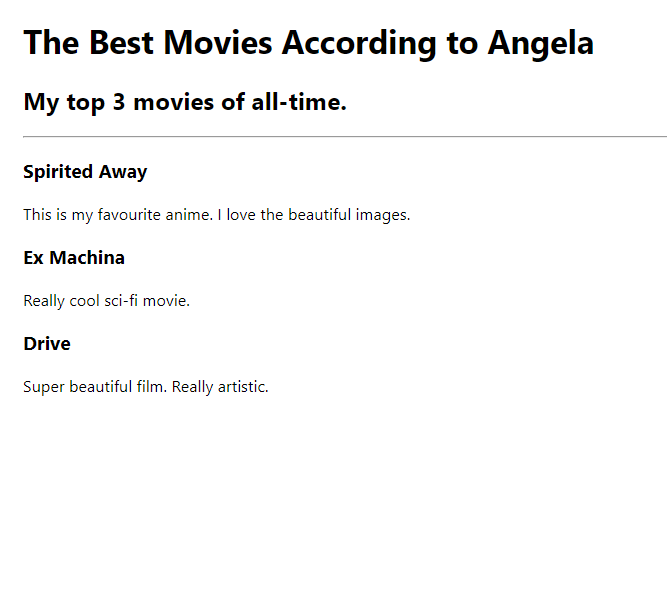 The Best Movies According to Angela
My top 3 movies of all-time.
Spirited Away
This is my favourite anime. I love the beautiful images.
Ex Machina
Really cool sci-fi movie.
Drive
Super beautiful film. Really artistic.